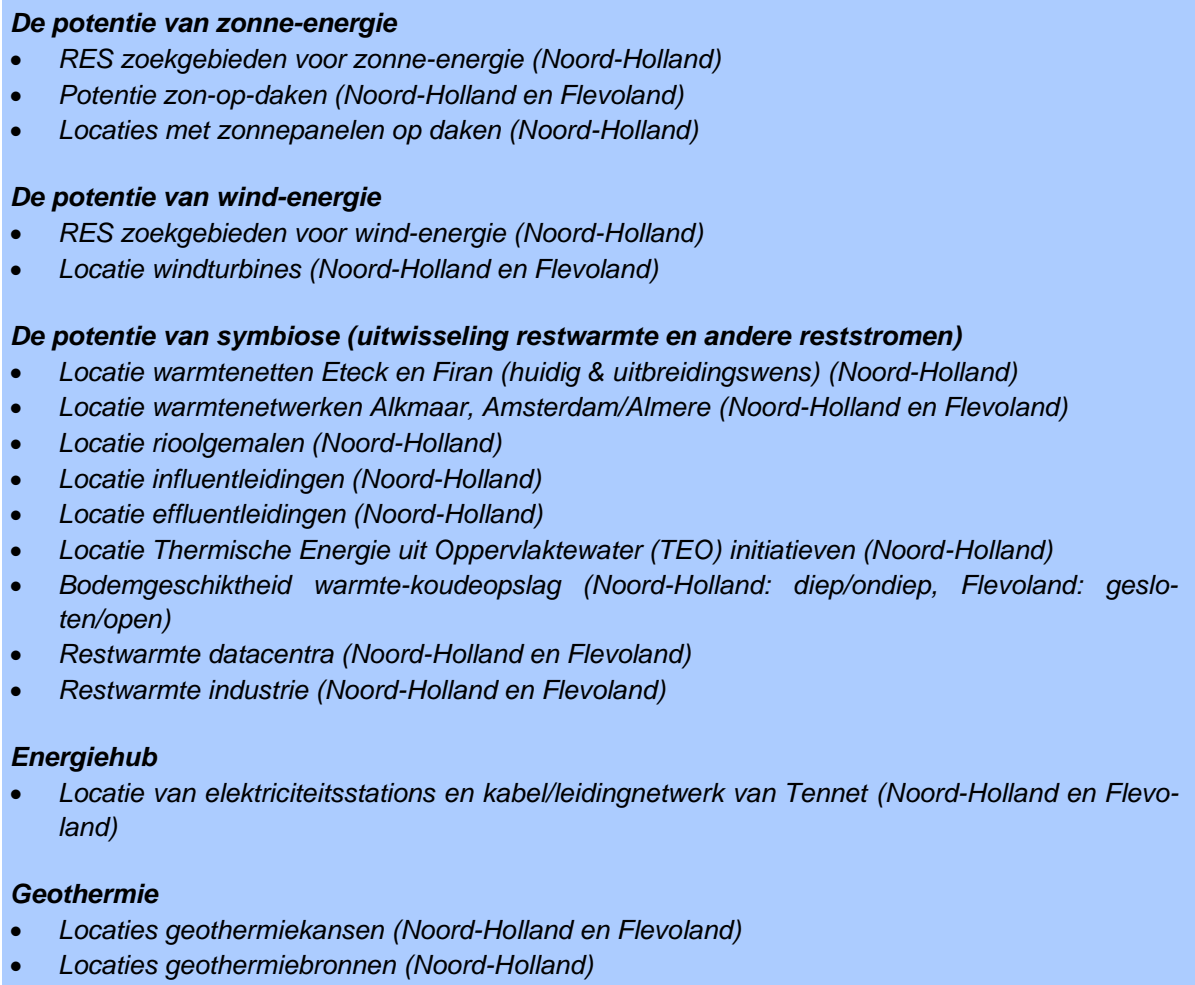 De potentie van zonne-energie
• RES zoekgebieden voor zonne-energie (Noord-Holland)
• Potentie zon-op-daken (Noord-Holland en Flevoland)
• Locaties met zonnepanelen op daken (Noord-Holland)
De potentie van wind-energie
• RES zoekgebieden voor wind-energie (Noord-Holland)
• Locatie windturbines (Noord-Holland en Flevoland)
De potentie van symbiose (uitwisseling restwarmte en andere reststromen)
• Locatie warmtenetten Eteck en Firan (huidig & uitbreidingswens) (Noord-Holland)
• Locatie warmtenetwerken Alkmaar, Amsterdam/Almere (Noord-Holland en Flevoland)
• Locatie rioolgemalen (Noord-Holland)
• Locatie influentleidingen (Noord-Holland)
• Locatie effluentleidingen (Noord-Holland)
• Locatie Thermische Energie uit Oppervlaktewater (TEO) initiatieven (Noord-Holland)
• Bodemgeschiktheid warmte-koudeopslag (Noord-Holland: diep/ondiep, Flevoland: geslo-
ten/open)
• Restwarmte datacentra (Noord-Holland en Flevoland)
• Restwarmte industrie (Noord-Holland en Flevoland)
Energiehub
• Locatie van elektriciteitsstations en kabel/leidingnetwerk van Tennet (Noord-Holland en Flevo-
land)
Geothermie
• Locaties geothermiekansen (Noord-Holland en Flevoland)
• Locaties geothermiebronnen (Noord-Holland)